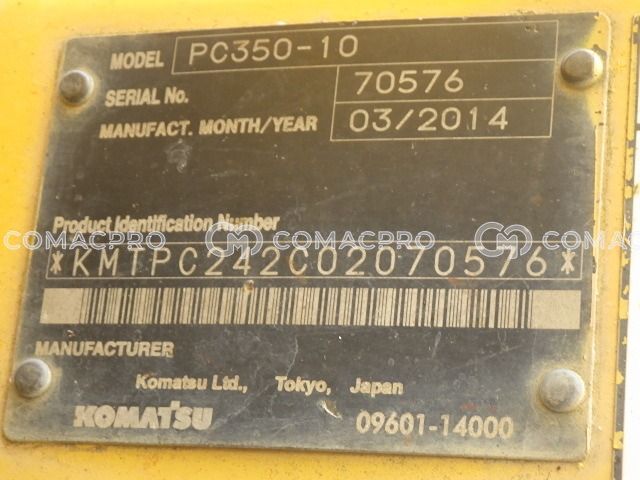 MODEL PC350-10
SERIAL No. 70576
MANUFACT. MONTH/YEAR 03/2014
Product Identification Number
COMACPRO COMACPRO COMACPRO
*KMTPC242C02070576*
MANUFACTURER
Komatsu Ltd., Tokyo, Japan
KOMATSU 09601-14000